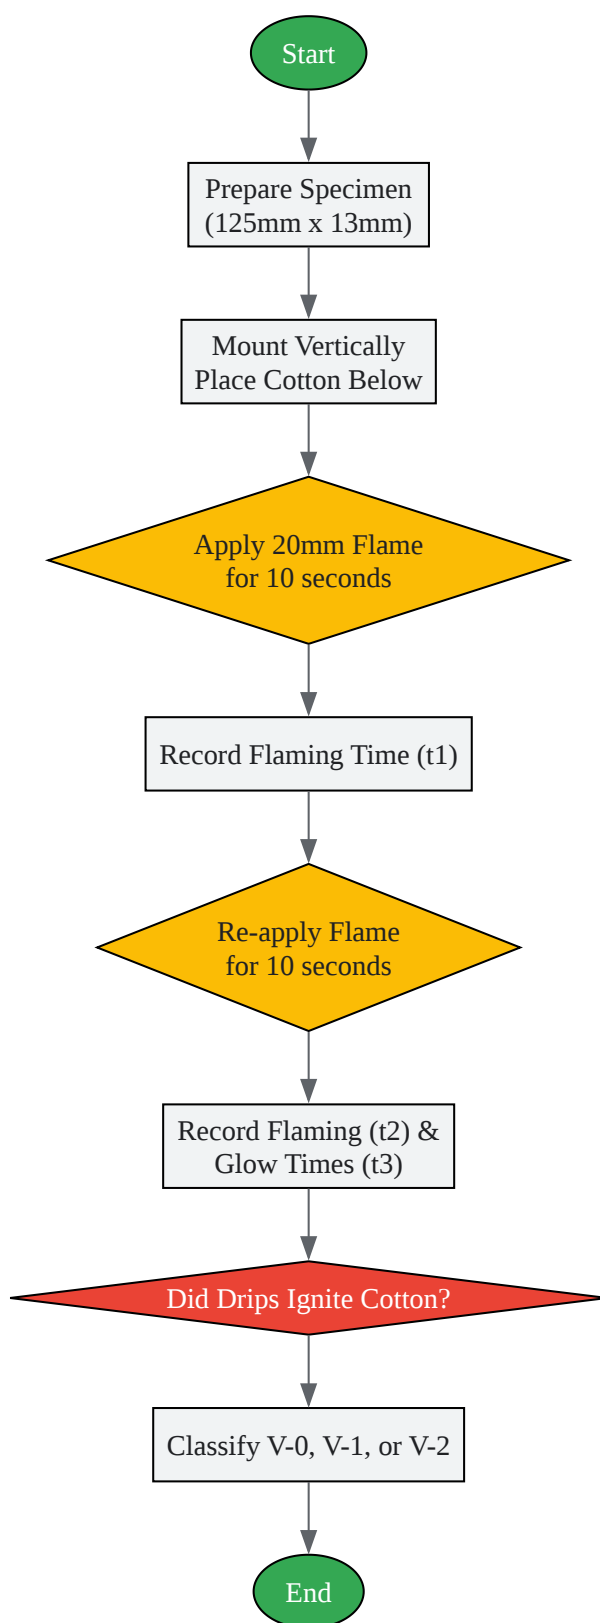 Start
Prepare Specimen
(125mm x 13mm)
Mount Vertically
Place Cotton Below
Apply 20mm Flame
for 10 seconds
Record Flaming Time (t1)
Re-apply Flame
for 10 seconds
Record Flaming (t2) &
Glow Times (t3)
Did Drips Ignite Cotton?
Classify V-0, V-1, or V-2
End